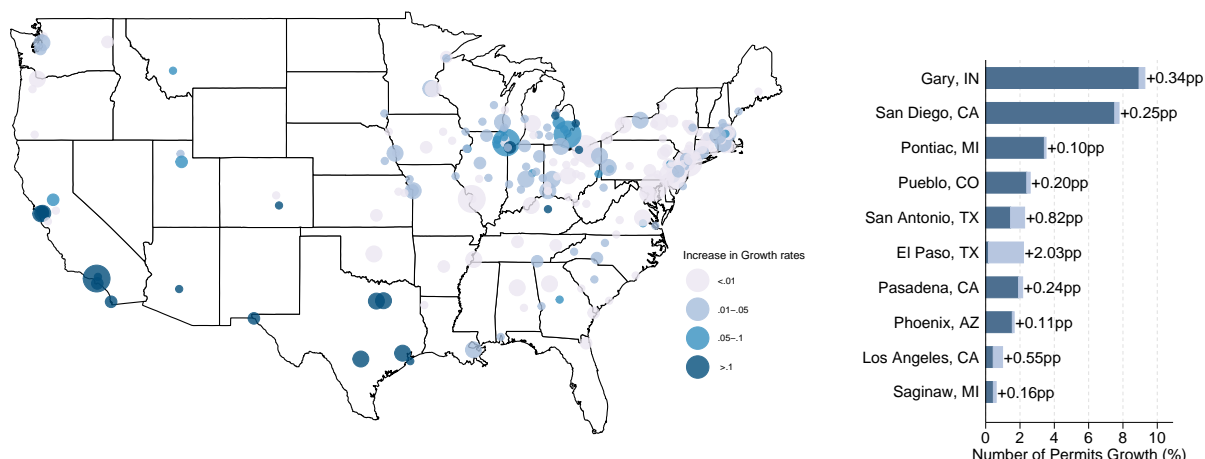 Increase in Growth rates
<.01
.01–.05
.05–.1
>.1
Gary, IN +0.34pp
San Diego, CA +0.25pp
Pontiac, MI +0.10pp
Pueblo, CO +0.20pp
San Antonio, TX +0.82pp
El Paso, TX +2.03pp
Pasadena, CA +0.24pp
Phoenix, AZ +0.11pp
Los Angeles, CA +0.55pp
Saginaw, MI +0.16pp
0 2 4 6 8 10
Number of Permits Growth (%)